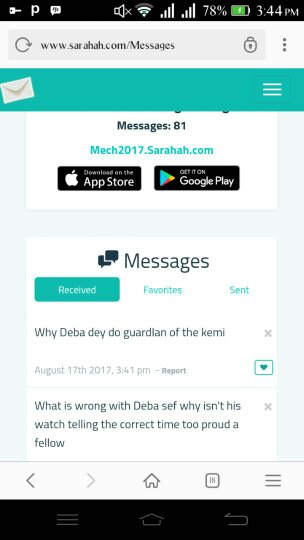 78% 3:44 PM
www.sarahah.com/Messages
Messages: 81
Mech2017.Sarahah.com
Download on the
App Store
GET IT ON
Google Play
Messages
Received Favorites Sent
Why Deba dey do guardIan of the kemi
August 17th 2017, 3:41 pm - Report
What is wrong with Deba sef why isn't his
watch telling the correct time too proud a
fellow
18